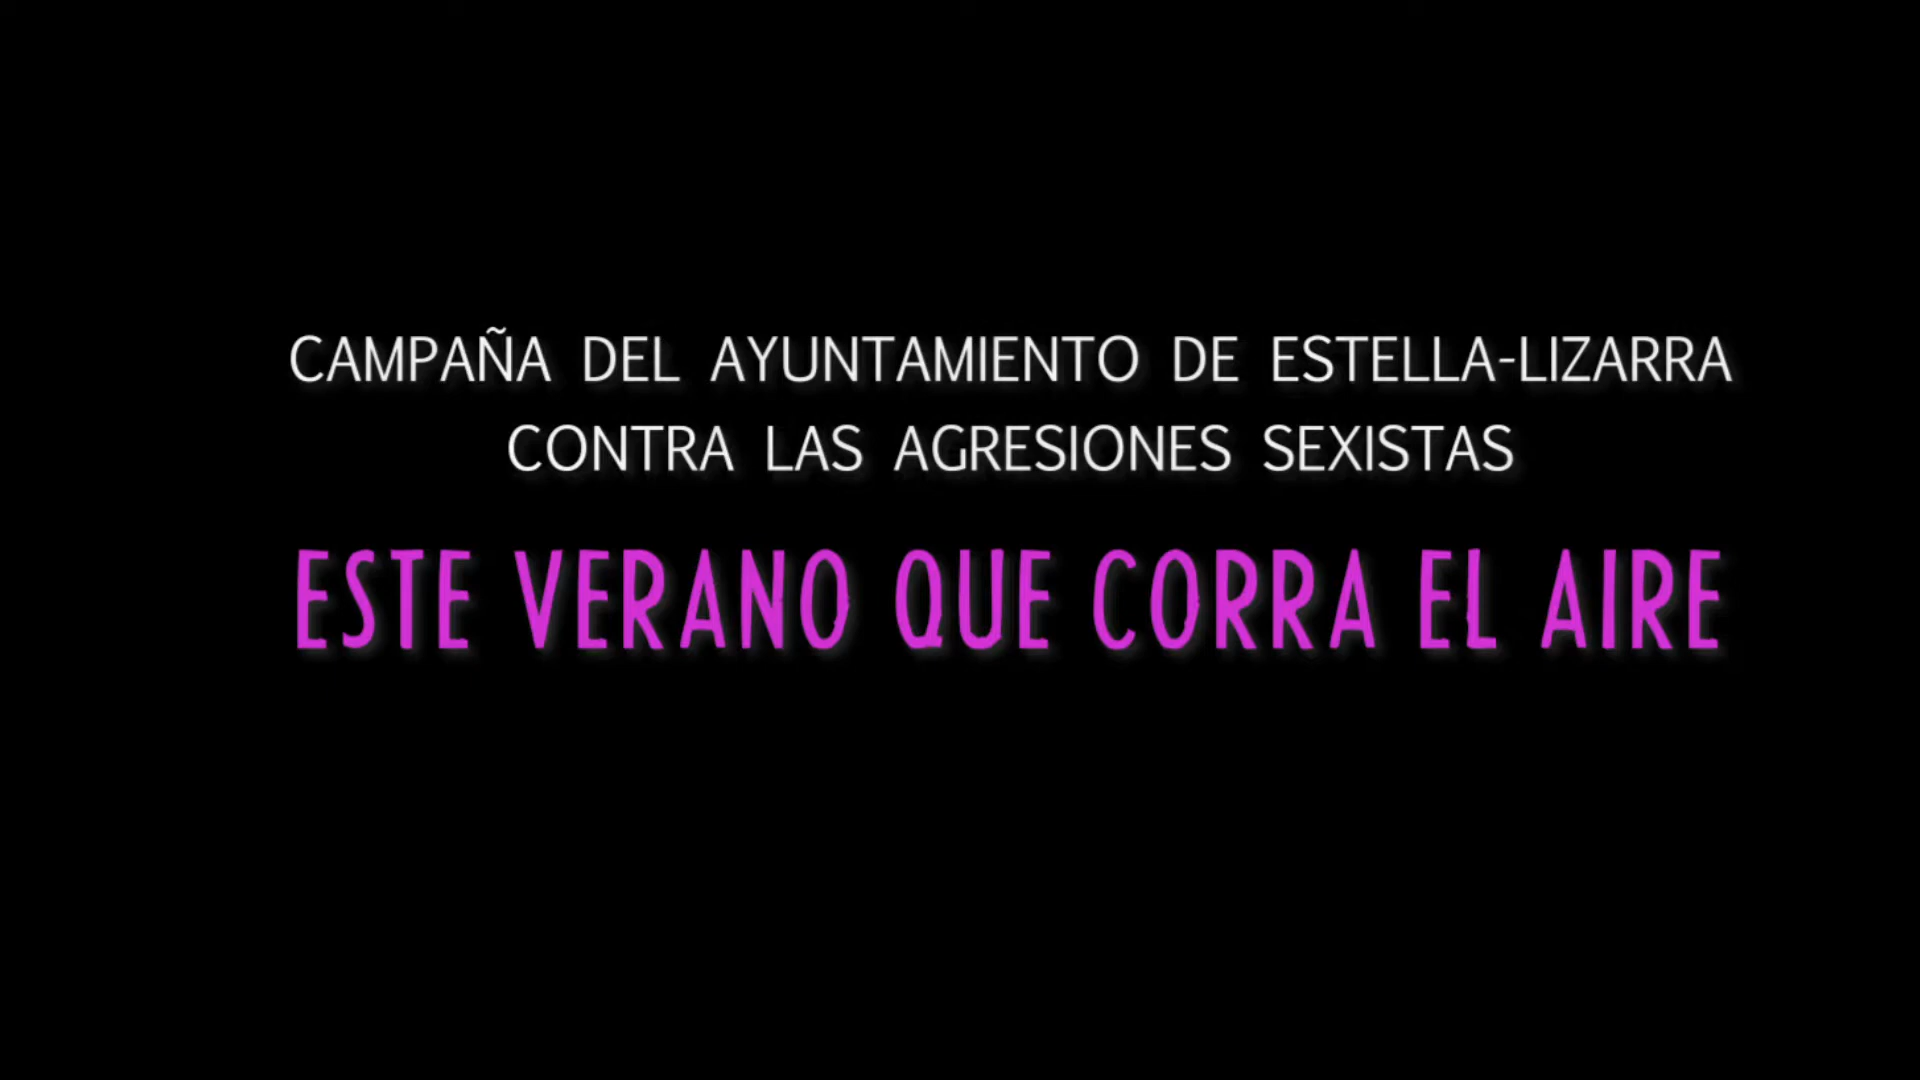 CAMPAÑA DEL AYUNTAMIENTO DE ESTELLA-LIZARRA
CONTRA LAS AGRESIONES SEXISTAS
ESTE VERANO QUE CORRA EL AIRE